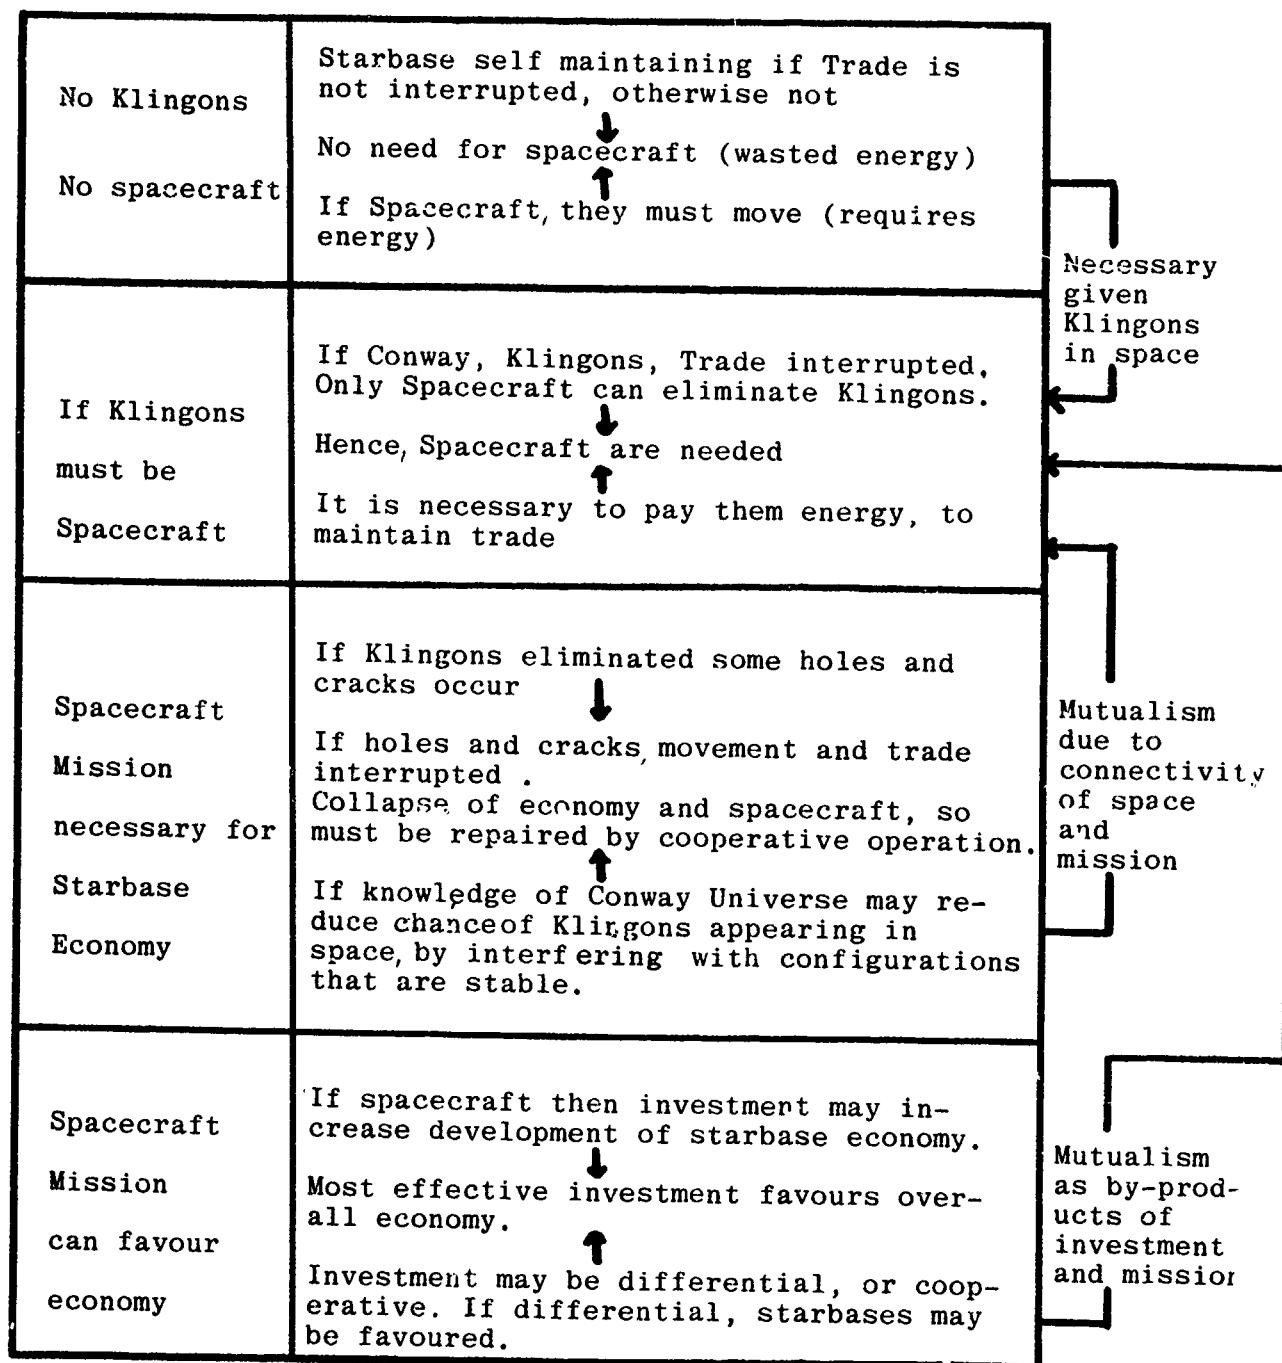 No Klingons
No spacecraft
Starbase self maintaining if Trade is
not interrupted, otherwise not
No need for spacecraft (wasted energy)
If Spacecraft, they must move (requires
energy)
Necessary
given
Klingons
in space
If Klingons
must be
Spacecraft
If Conway, Klingons, Trade interrupted.
Only Spacecraft can eliminate Klingons.
Hence, Spacecraft are needed
It is necessary to pay them energy, to
maintain trade
Spacecraft
Mission
necessary for
Starbase
Economy
If Klingons eliminated some holes and
cracks occur
If holes and cracks, movement and trade
interrupted .
Collapse of economy and spacecraft, so
must be repaired by cooperative operation.
If knowledge of Conway Universe may re-
duce chanceof Klingons appearing in
space, by interfering with configurations
that are stable.
Mutualism
due to
connectivity
of space
and
mission
Spacecraft
Mission
can favour
economy
If spacecraft then investment may in-
crease development of starbase economy.
Most effective investment favours over-
all economy.
Investment may be differential, or coop-
erative. If differential, starbases may
be favoured.
Mutualism
as by-prod-
ucts of
investment
and mission